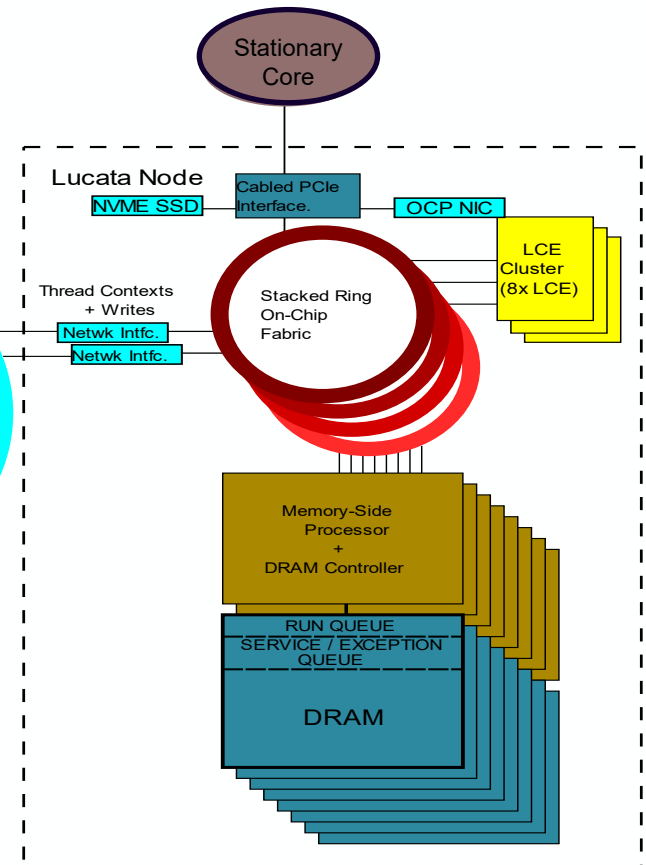 Stationary
Core
Lucata Node
Cabled PCIe
Interface.
NVME SSD
OCP NIC
LCE
Cluster
(8x LCE)
Thread Contexts
+ Writes
Netwk Intfc.
Netwk Intfc.
Stacked Ring
On-Chip
Fabric
Memory-Side
Processor
+
DRAM Controller
RUN QUEUE
SERVICE / EXCEPTION
QUEUE
DRAM